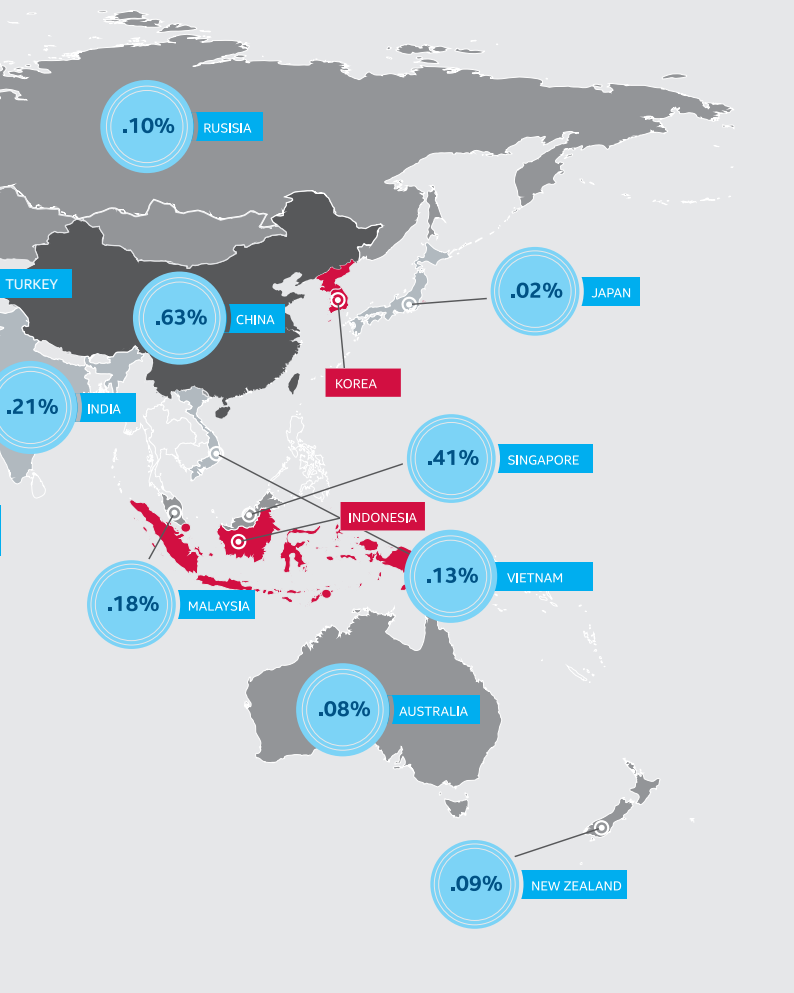 .10% RUSISIA
TURKEY
.63% CHINA
.02% JAPAN
KOREA
.21% INDIA
.41% SINGAPORE
INDONESIA
.13% VIETNAM
.18% MALAYSIA
.08% AUSTRALIA
.09% NEW ZEALAND